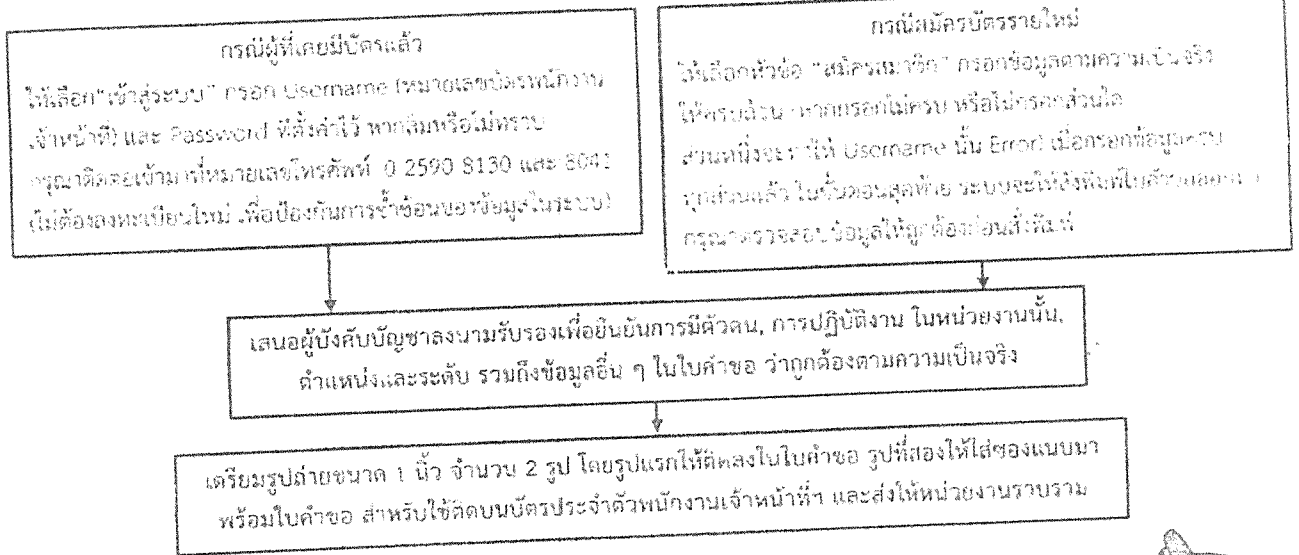 กรณีผู้ที่เคยมีบัตรแล้ว
ให้เลือก"เข้าสู่ระบบ" กรอก Username (หมายเลขบัตรพนักงาน
เจ้าหน้าที่) และ Password ที่ตั้งค่าไว้ หากลืมหรือไม่ทราบ
กรุณาติดต่อเข้ามาที่หมายเลขโทรศัพท์ 0 2590 8130 และ 8041
(ไม่ต้องลงทะเบียนใหม่ เพื่อป้องกันการซ้ำซ้อนของข้อมูลในระบบ)
กรณีสมัครบัตรรายใหม่
ให้เลือกหัวข้อ "สมัครสมาชิก" กรอกข้อมูลตามความเป็นจริง
ให้ครบถ้วน หากกรอกไม่ครบ หรือไม่กรอกส่วนใด
ส่วนหนึ่งจะทำให้ Username นั้น Error) เมื่อกรอกข้อมูลครบ
ทุกส่วนแล้ว ในขั้นตอนสุดท้าย ระบบจะให้สั่งพิมพ์ใบคำขอ
กรุณาตรวจสอบข้อมูลให้ถูกต้องก่อนสั่งพิมพ์
เสนอผู้บังคับบัญชาลงนามรับรองเพื่อยืนยันการมีตัวตน, การปฏิบัติงาน ในหน่วยงานนั้น,
ตำแหน่งและระดับ รวมถึงข้อมูลอื่น ๆ ในใบคำขอ ว่าถูกต้องตามความเป็นจริง
เตรียมรูปถ่ายขนาด 1 นิ้ว จำนวน 2 รูป โดยรูปแรกให้ติดลงในใบคำขอ รูปที่สองให้ใส่ซองแนบมา
พร้อมใบคำขอ สำหรับใช้ติดบนบัตรประจำตัวพนักงานเจ้าหน้าที่ฯ และส่งให้หน่วยงานรวบรวม